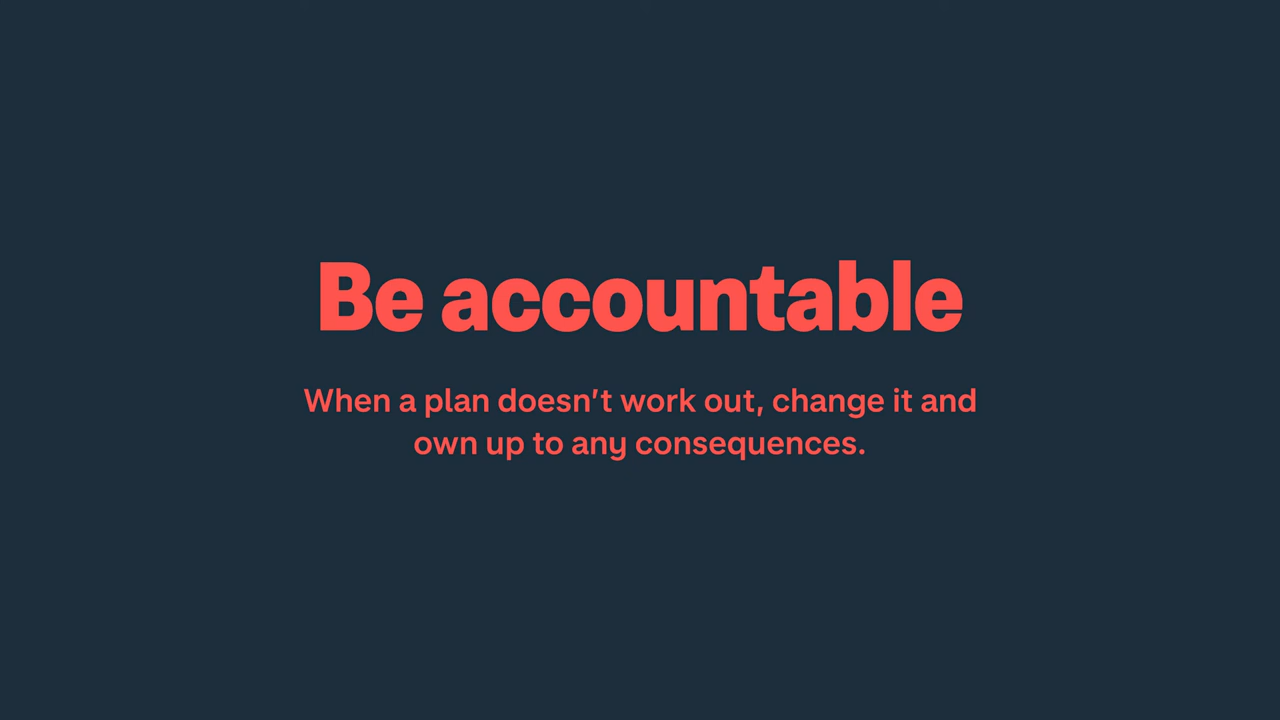 Be accountable
When a plan doesn’t work out, change it and
own up to any consequences.